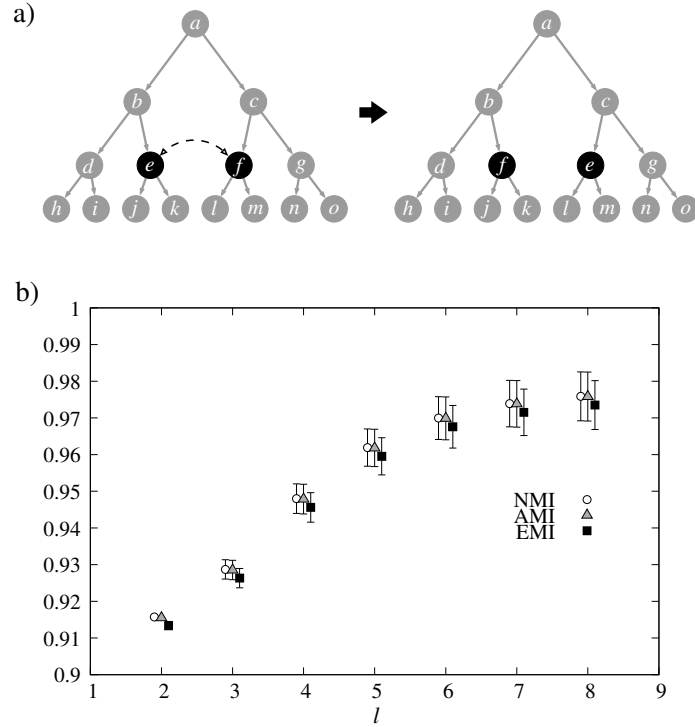 a)
a a
b c b c
d e f g d f e g
h i j k l m n o h i j k l m n o
b)
1
0.99
0.98
0.97
0.96
0.95
0.94
0.93
0.92
0.91
0.9
NMI
AMI
EMI
1 2 3 4 5 6 7 8 9
l